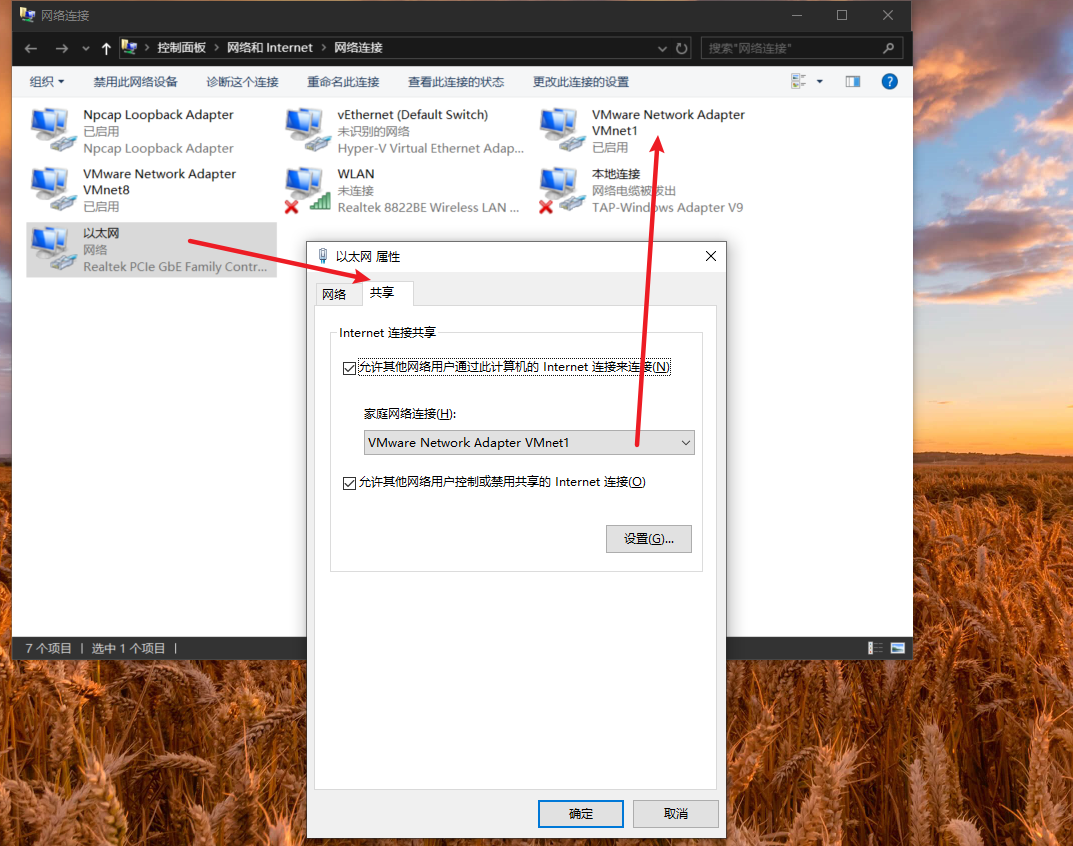 网络连接
控制面板 › 网络和 Internet › 网络连接
搜索"网络连接"
组织 禁用此网络设备 诊断这个连接 重命名此连接 查看此连接的状态 更改此连接的设置
Npcap Loopback Adapter
已启用
Npcap Loopback Adapter
vEthernet (Default Switch)
未识别的网络
Hyper-V Virtual Ethernet Adap...
VMware Network Adapter
VMnet1
已启用
VMware Network Adapter
VMnet8
已启用
WLAN
未连接
Realtek 8822BE Wireless LAN ...
本地连接
网络电缆被拔出
TAP-Windows Adapter V9
以太网
网络
Realtek PCIe GbE Family Contr...
以太网 属性
网络 共享
Internet 连接共享
允许其他网络用户通过此计算机的 Internet 连接来连接(N)
家庭网络连接(H):
VMware Network Adapter VMnet1
允许其他网络用户控制或禁用共享的 Internet 连接(O)
设置(G)...
确定 取消
7 个项目 | 选中 1 个项目 |